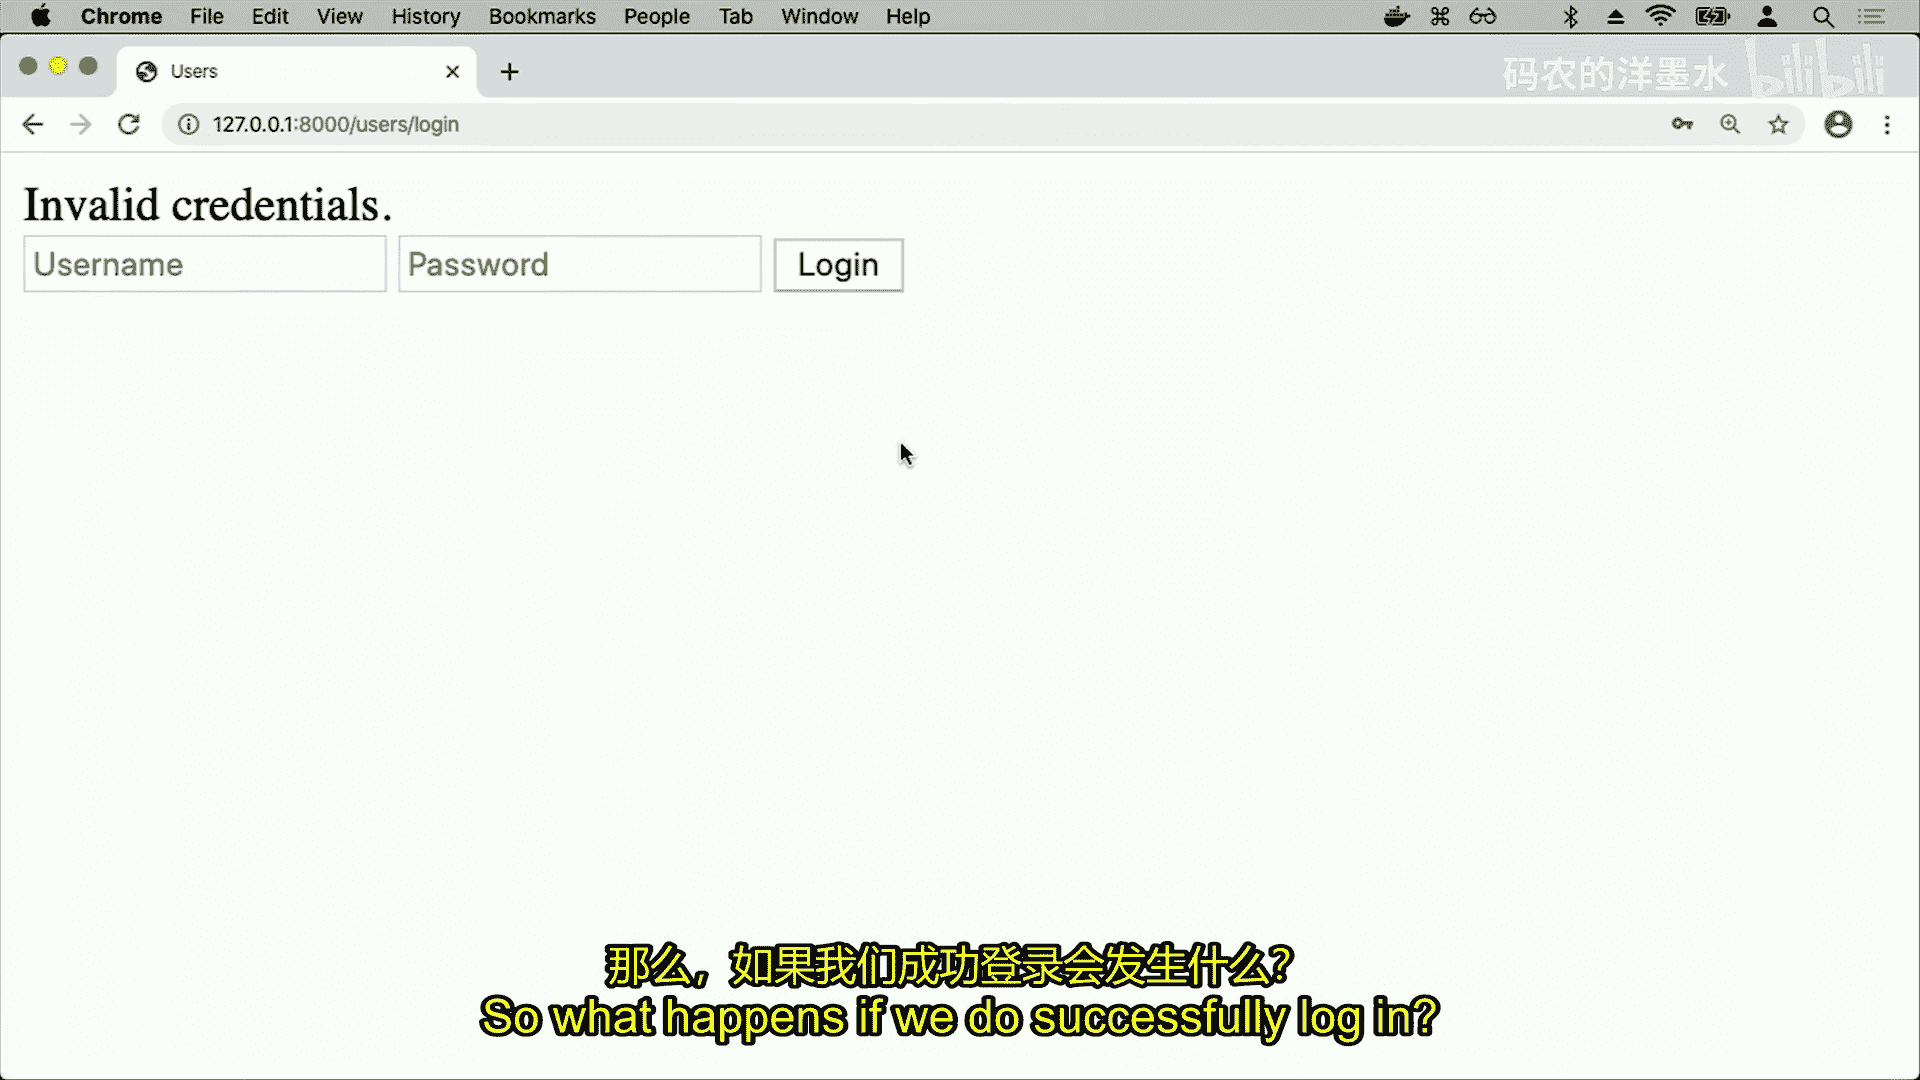 Chrome File Edit View History Bookmarks People Tab Window Help
Users
码农的洋墨水 bilibili
127.0.0.1:8000/users/login
Invalid credentials.
Username Password Login
那么，如果我们成功登录会发生什么？
So what happens if we do successfully log in?